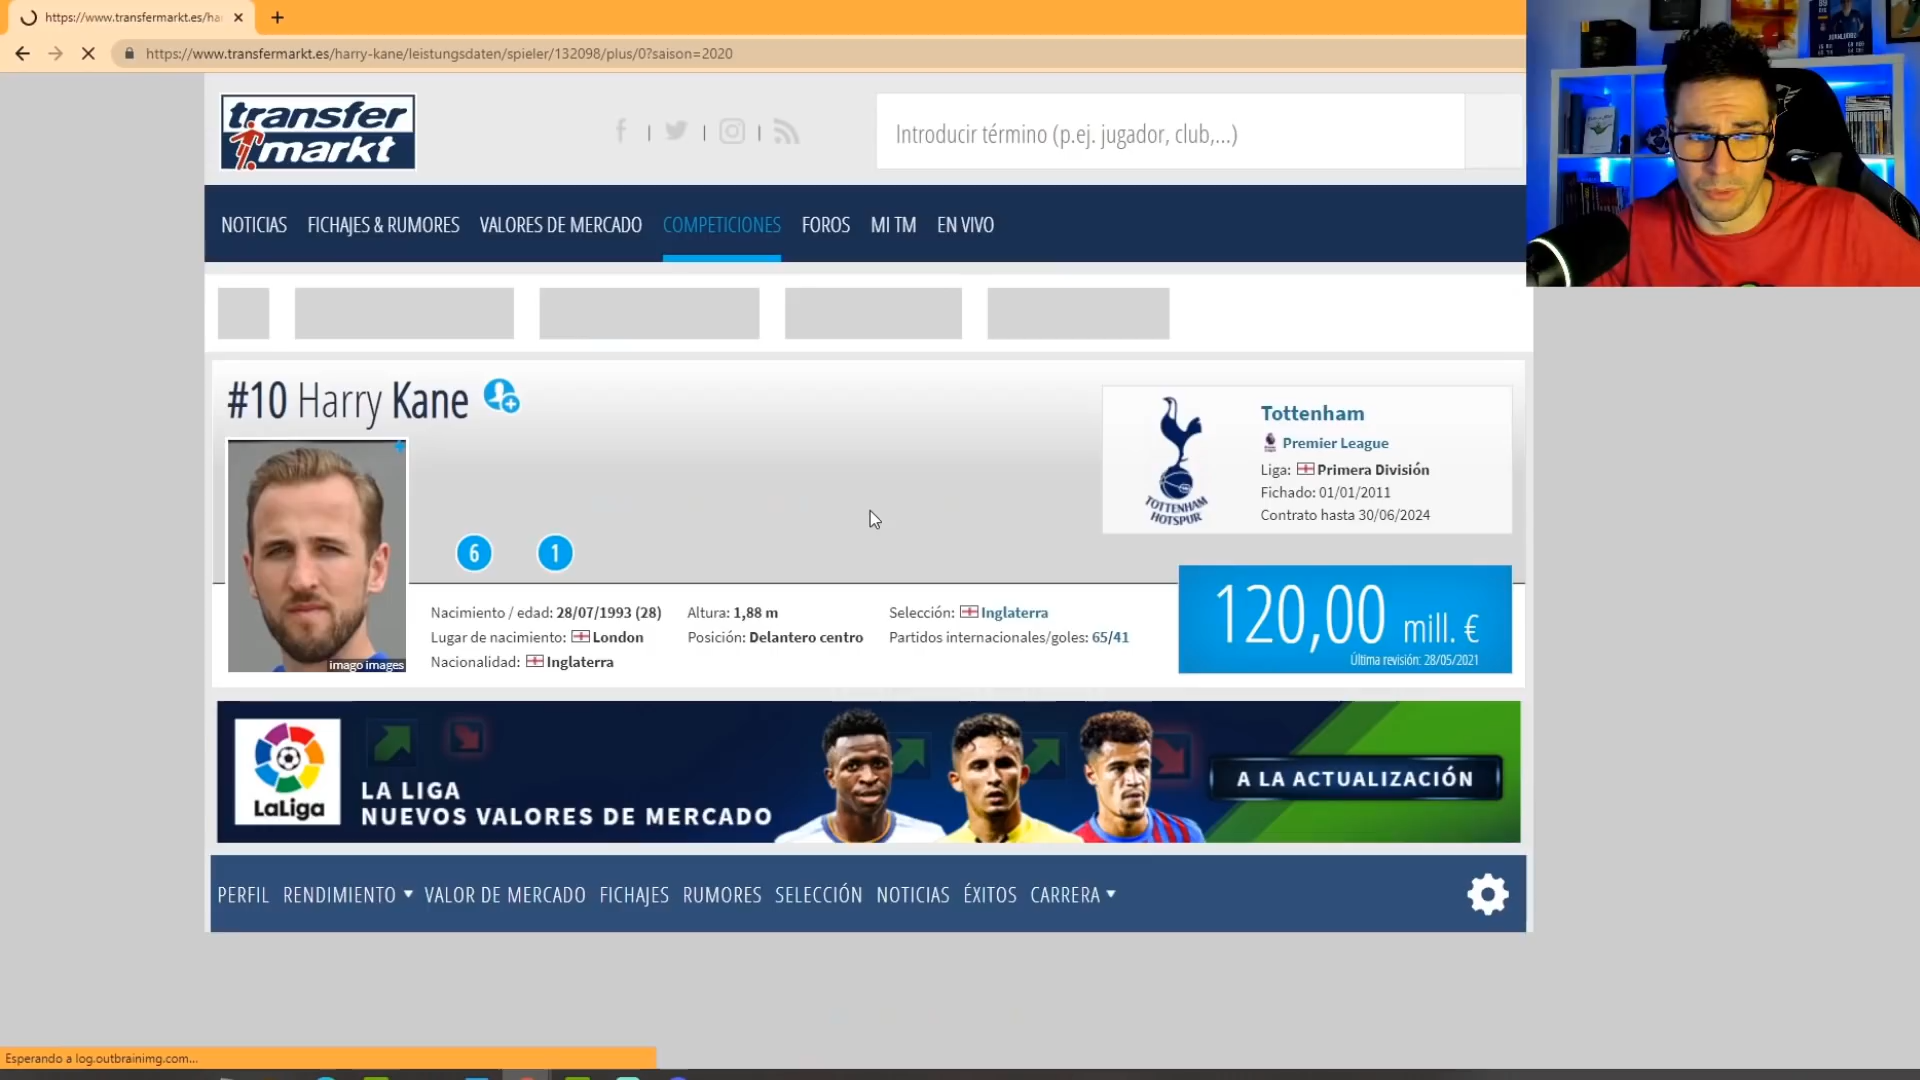 https://www.transfermarkt.es/ha
https://www.transfermarkt.es/harry-kane/leistungsdaten/spieler/132098/plus/0?saison=2020
transfer
markt
Introducir término (p.ej. jugador, club,...)
NOTICIAS FICHAJES & RUMORES VALORES DE MERCADO COMPETICIONES FOROS MI TM EN VIVO
#10 Harry Kane
Tottenham
Premier League
Liga: Primera División
Fichado: 01/01/2011
Contrato hasta 30/06/2024
TOTTENHAM
HOTSPUR
6 1
imago images
Nacimiento / edad: 28/07/1993 (28)
Lugar de nacimiento: London
Nacionalidad: Inglaterra
Altura: 1,88 m
Posición: Delantero centro
Selección: Inglaterra
Partidos internacionales/goles: 65/41
120,00 mill. €
Última revisión: 28/05/2021
LaLiga
LA LIGA
NUEVOS VALORES DE MERCADO
A LA ACTUALIZACIÓN
PERFIL RENDIMIENTO VALOR DE MERCADO FICHAJES RUMORES SELECCIÓN NOTICIAS ÉXITOS CARRERA
Esperando a log.outbrainimg.com...